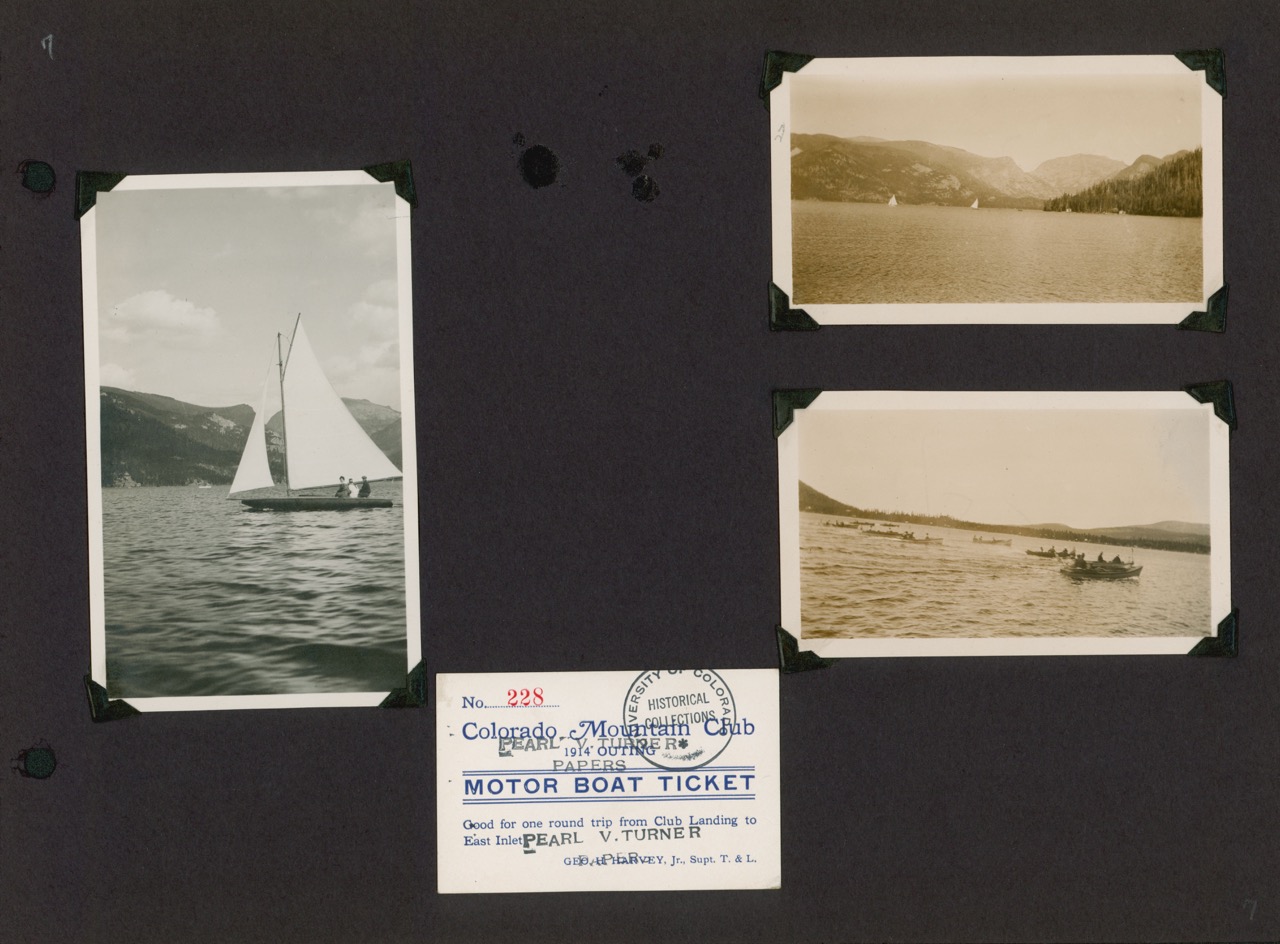 7
No. 228
UNIVERSITY OF COLORADO
HISTORICAL
COLLECTIONS
Colorado Mountain Club
PEARL V. TURNER
1914 OUTING
PAPERS
MOTOR BOAT TICKET
Good for one round trip from Club Landing to
East Inlet
PEARL V. TURNER
PAPERS
GEO. H. HARVEY, Jr., Supt. T. & L.
7